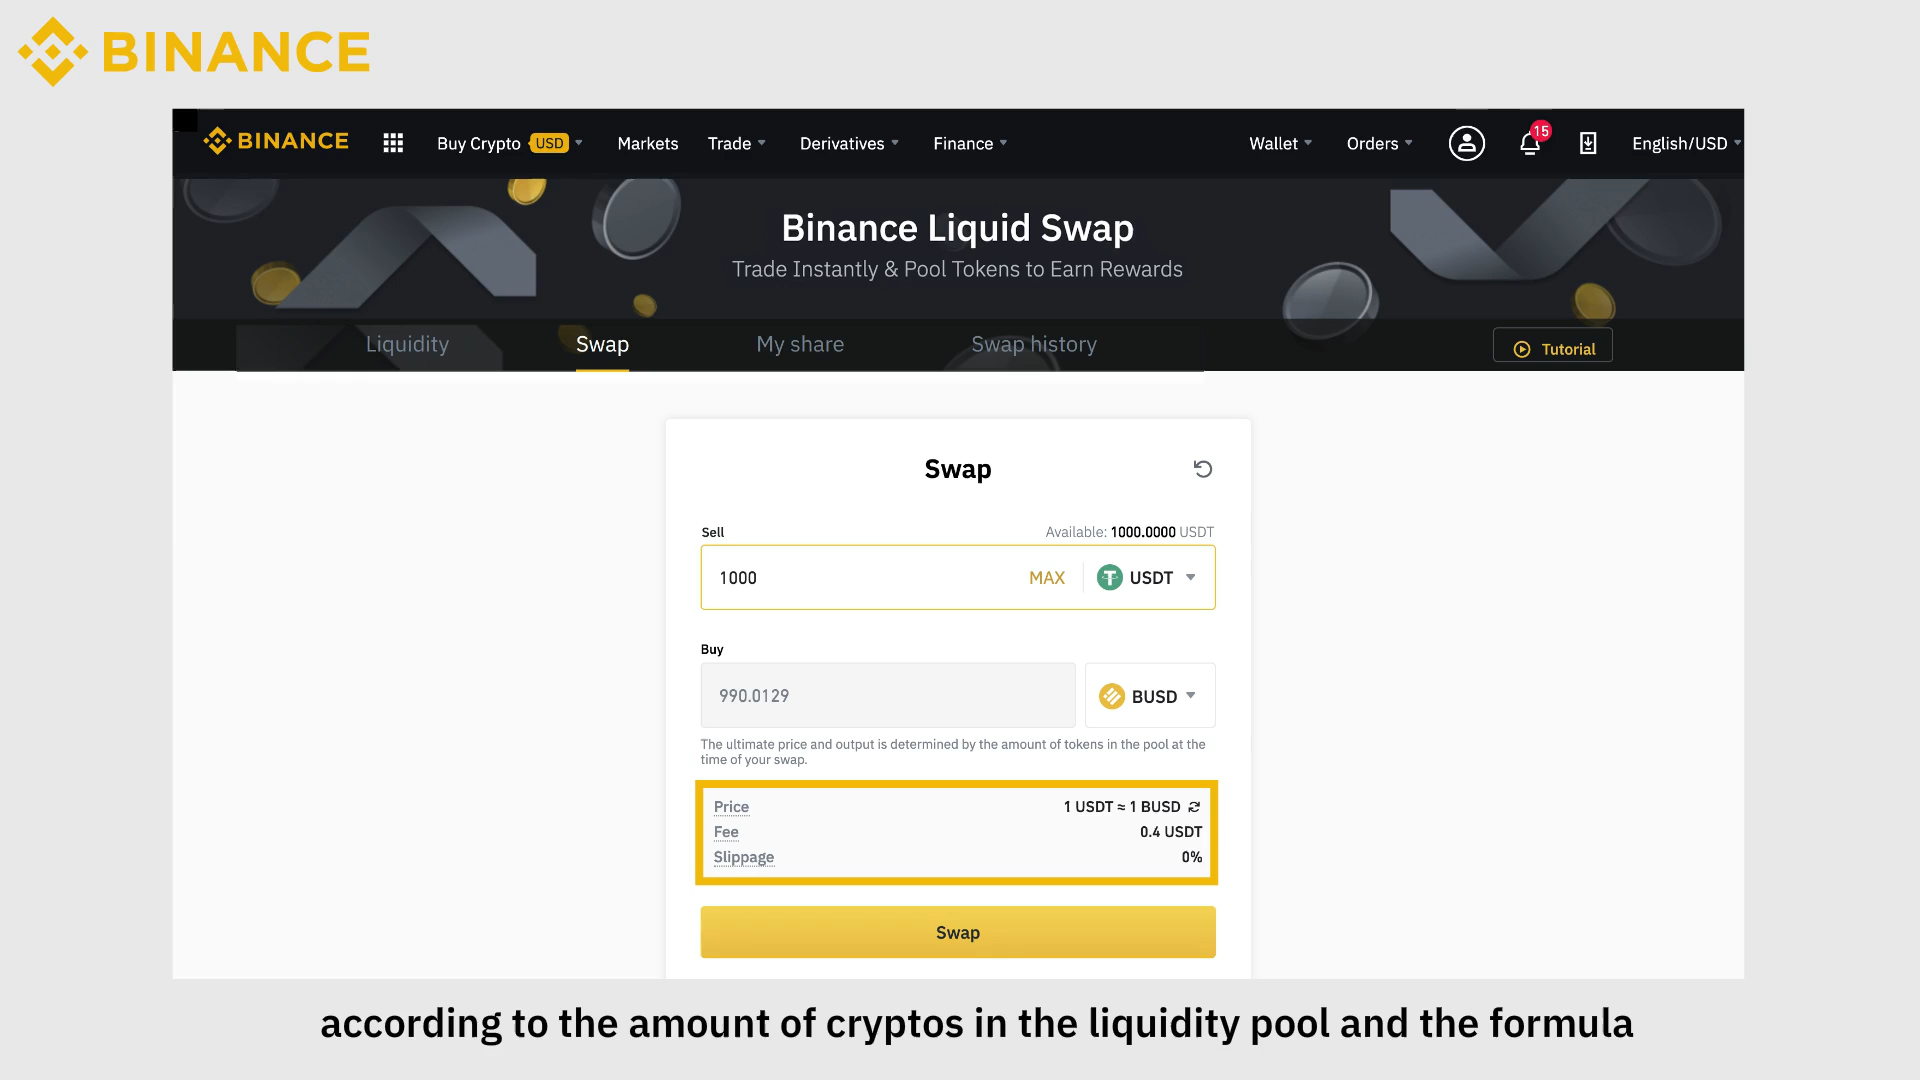 BINANCE
BINANCE Buy Crypto USD Markets Trade Derivatives Finance Wallet Orders 15 English/USD
Binance Liquid Swap
Trade Instantly & Pool Tokens to Earn Rewards
Liquidity Swap My share Swap history Tutorial
Swap
Sell Available: 1000.0000 USDT
1000 MAX USDT
Buy
990.0129 BUSD
The ultimate price and output is determined by the amount of tokens in the pool at the
time of your swap.
Price 1 USDT ≈ 1 BUSD
Fee 0.4 USDT
Slippage 0%
Swap
according to the amount of cryptos in the liquidity pool and the formula